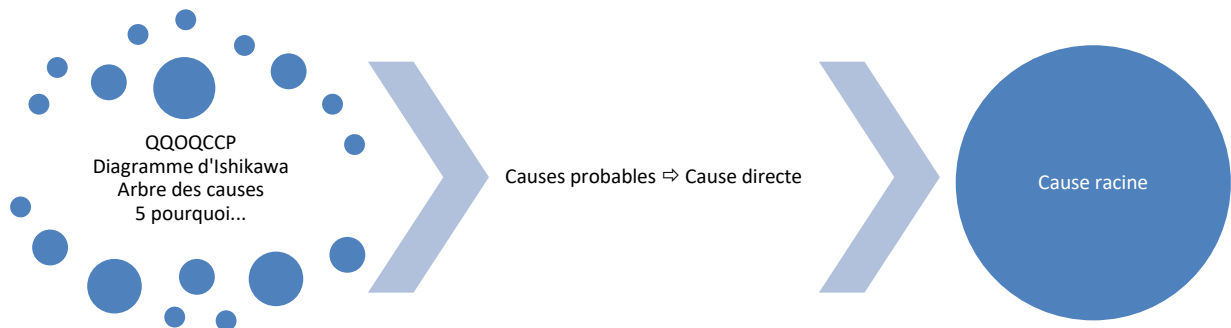 QQOQCCP
Diagramme d'Ishikawa
Arbre des causes
5 pourquoi...
Causes probables ⇨ Cause directe
Cause racine